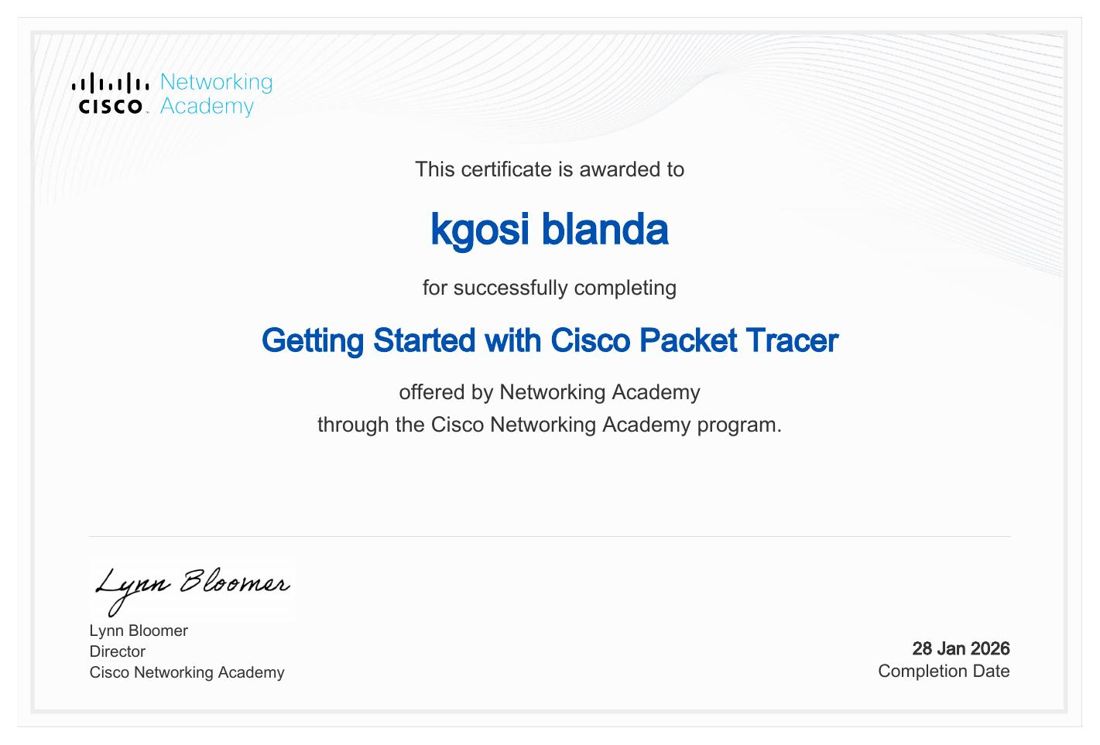 Networking
CISCO Academy
This certificate is awarded to
kgosi blanda
for successfully completing
Getting Started with Cisco Packet Tracer
offered by Networking Academy
through the Cisco Networking Academy program.
Lynn Bloomer
Lynn Bloomer
Director
Cisco Networking Academy
28 Jan 2026
Completion Date